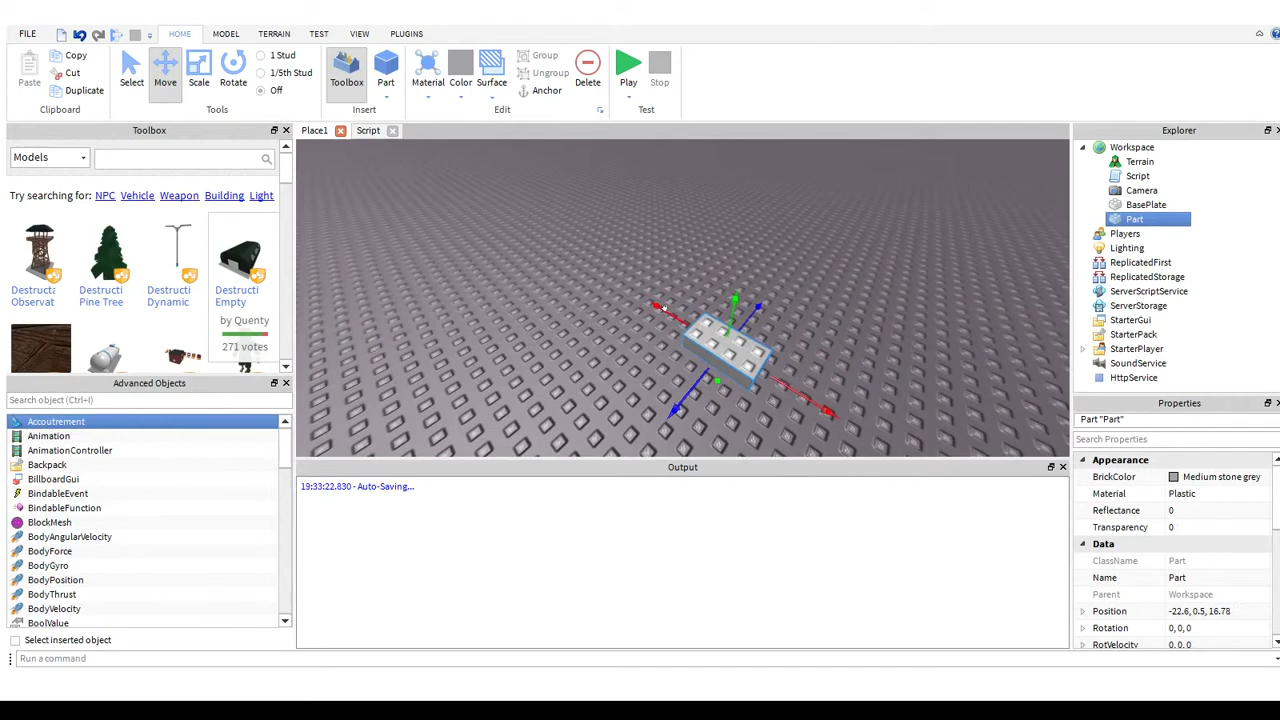 FILE HOME MODEL TERRAIN TEST VIEW PLUGINS
Paste Copy Cut Duplicate
Clipboard
Select Move Scale Rotate 1 Stud 1/5th Stud Off
Tools
Toolbox Part
Insert
Material Color Surface Group Ungroup Anchor Delete
Edit
Play Stop
Test
Toolbox
Models
Try searching for: NPC Vehicle Weapon Building Light
Destructa Observat
Destructi Pine Tree
Destructi Dynamic
Destructi Empty
by Quenty
271 votes
Advanced Objects
Search object (Ctrl+I)
Accoutrement
Animation
AnimationController
Backpack
BillboardGui
BindableEvent
BindableFunction
BlockMesh
BodyAngularVelocity
BodyForce
BodyGyro
BodyPosition
BodyThrust
BodyVelocity
BoolValue
Select inserted object
Run a command
Place1 Script
Output
19:33:22.830 - Auto-Saving...
Explorer
Workspace
Terrain
Script
Camera
BasePlate
Part
Players
Lighting
ReplicatedFirst
ReplicatedStorage
ServerScriptService
ServerStorage
StarterGui
StarterPack
StarterPlayer
SoundService
HttpService
Properties
Part "Part"
Search Properties
Appearance
BrickColor Medium stone grey
Material Plastic
Reflectance 0
Transparency 0
Data
ClassName Part
Name Part
Parent Workspace
Position -22.6, 0.5, 16.78
Rotation 0, 0, 0
RotVelocity 0, 0, 0